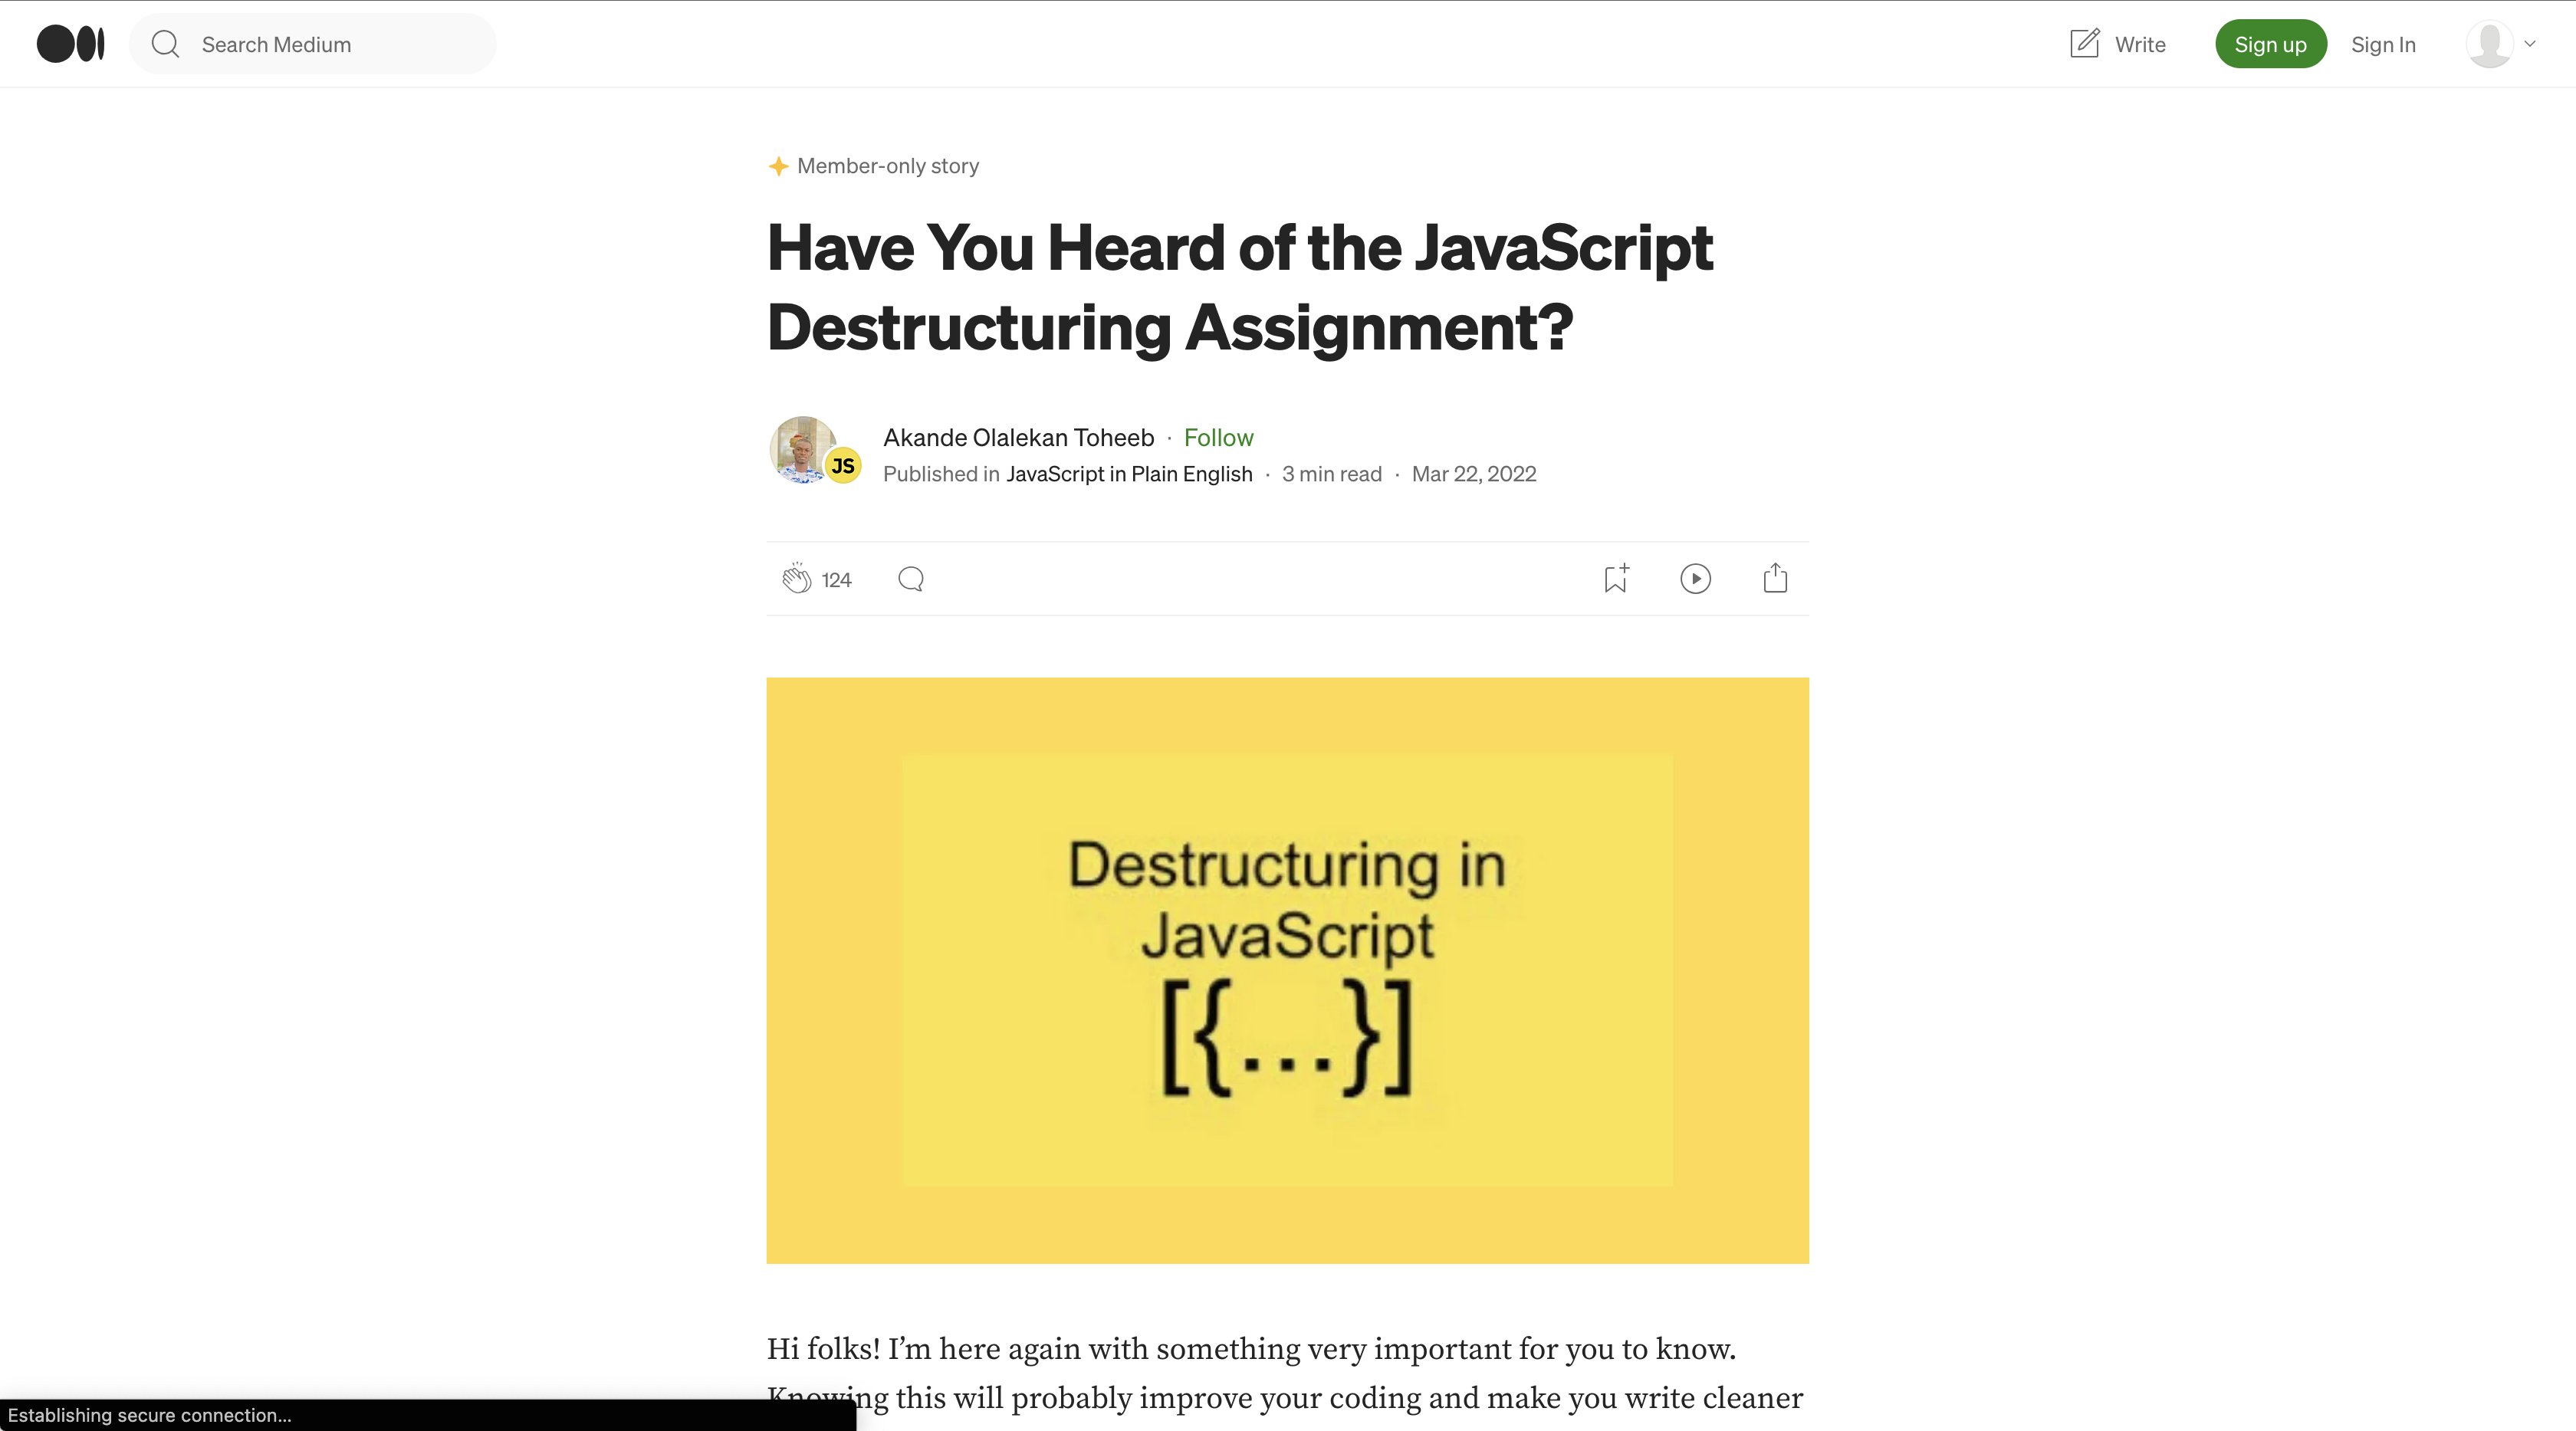 Search Medium
Write
Sign up
Sign In
Member-only story
Have You Heard of the JavaScript
Destructuring Assignment?
Akande Olalekan Toheeb · Follow
JS
Published in JavaScript in Plain English · 3 min read · Mar 22, 2022
124
Destructuring in
JavaScript
[{...}]
Hi folks! I’m here again with something very important for you to know.
Knowing this will probably improve your coding and make you write cleaner
Establishing secure connection...